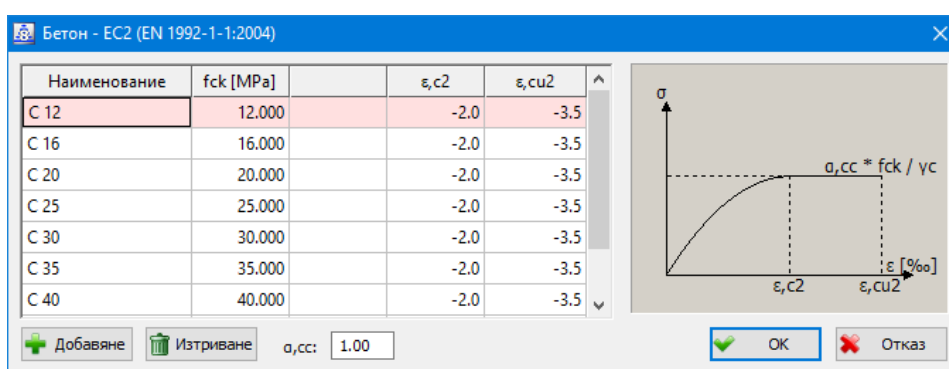 Бетон - EC2 (EN 1992-1-1:2004)
Наименование fck [MPa] ε,c2 ε,cu2
C 12 12.000 -2.0 -3.5
C 16 16.000 -2.0 -3.5
C 20 20.000 -2.0 -3.5
C 25 25.000 -2.0 -3.5
C 30 30.000 -2.0 -3.5
C 35 35.000 -2.0 -3.5
C 40 40.000 -2.0 -3.5
σ
α,cc * fck / γc
ε [‰]
ε,c2 ε,cu2
Добавяне Изтриване α,cc: 1.00 OK Отказ